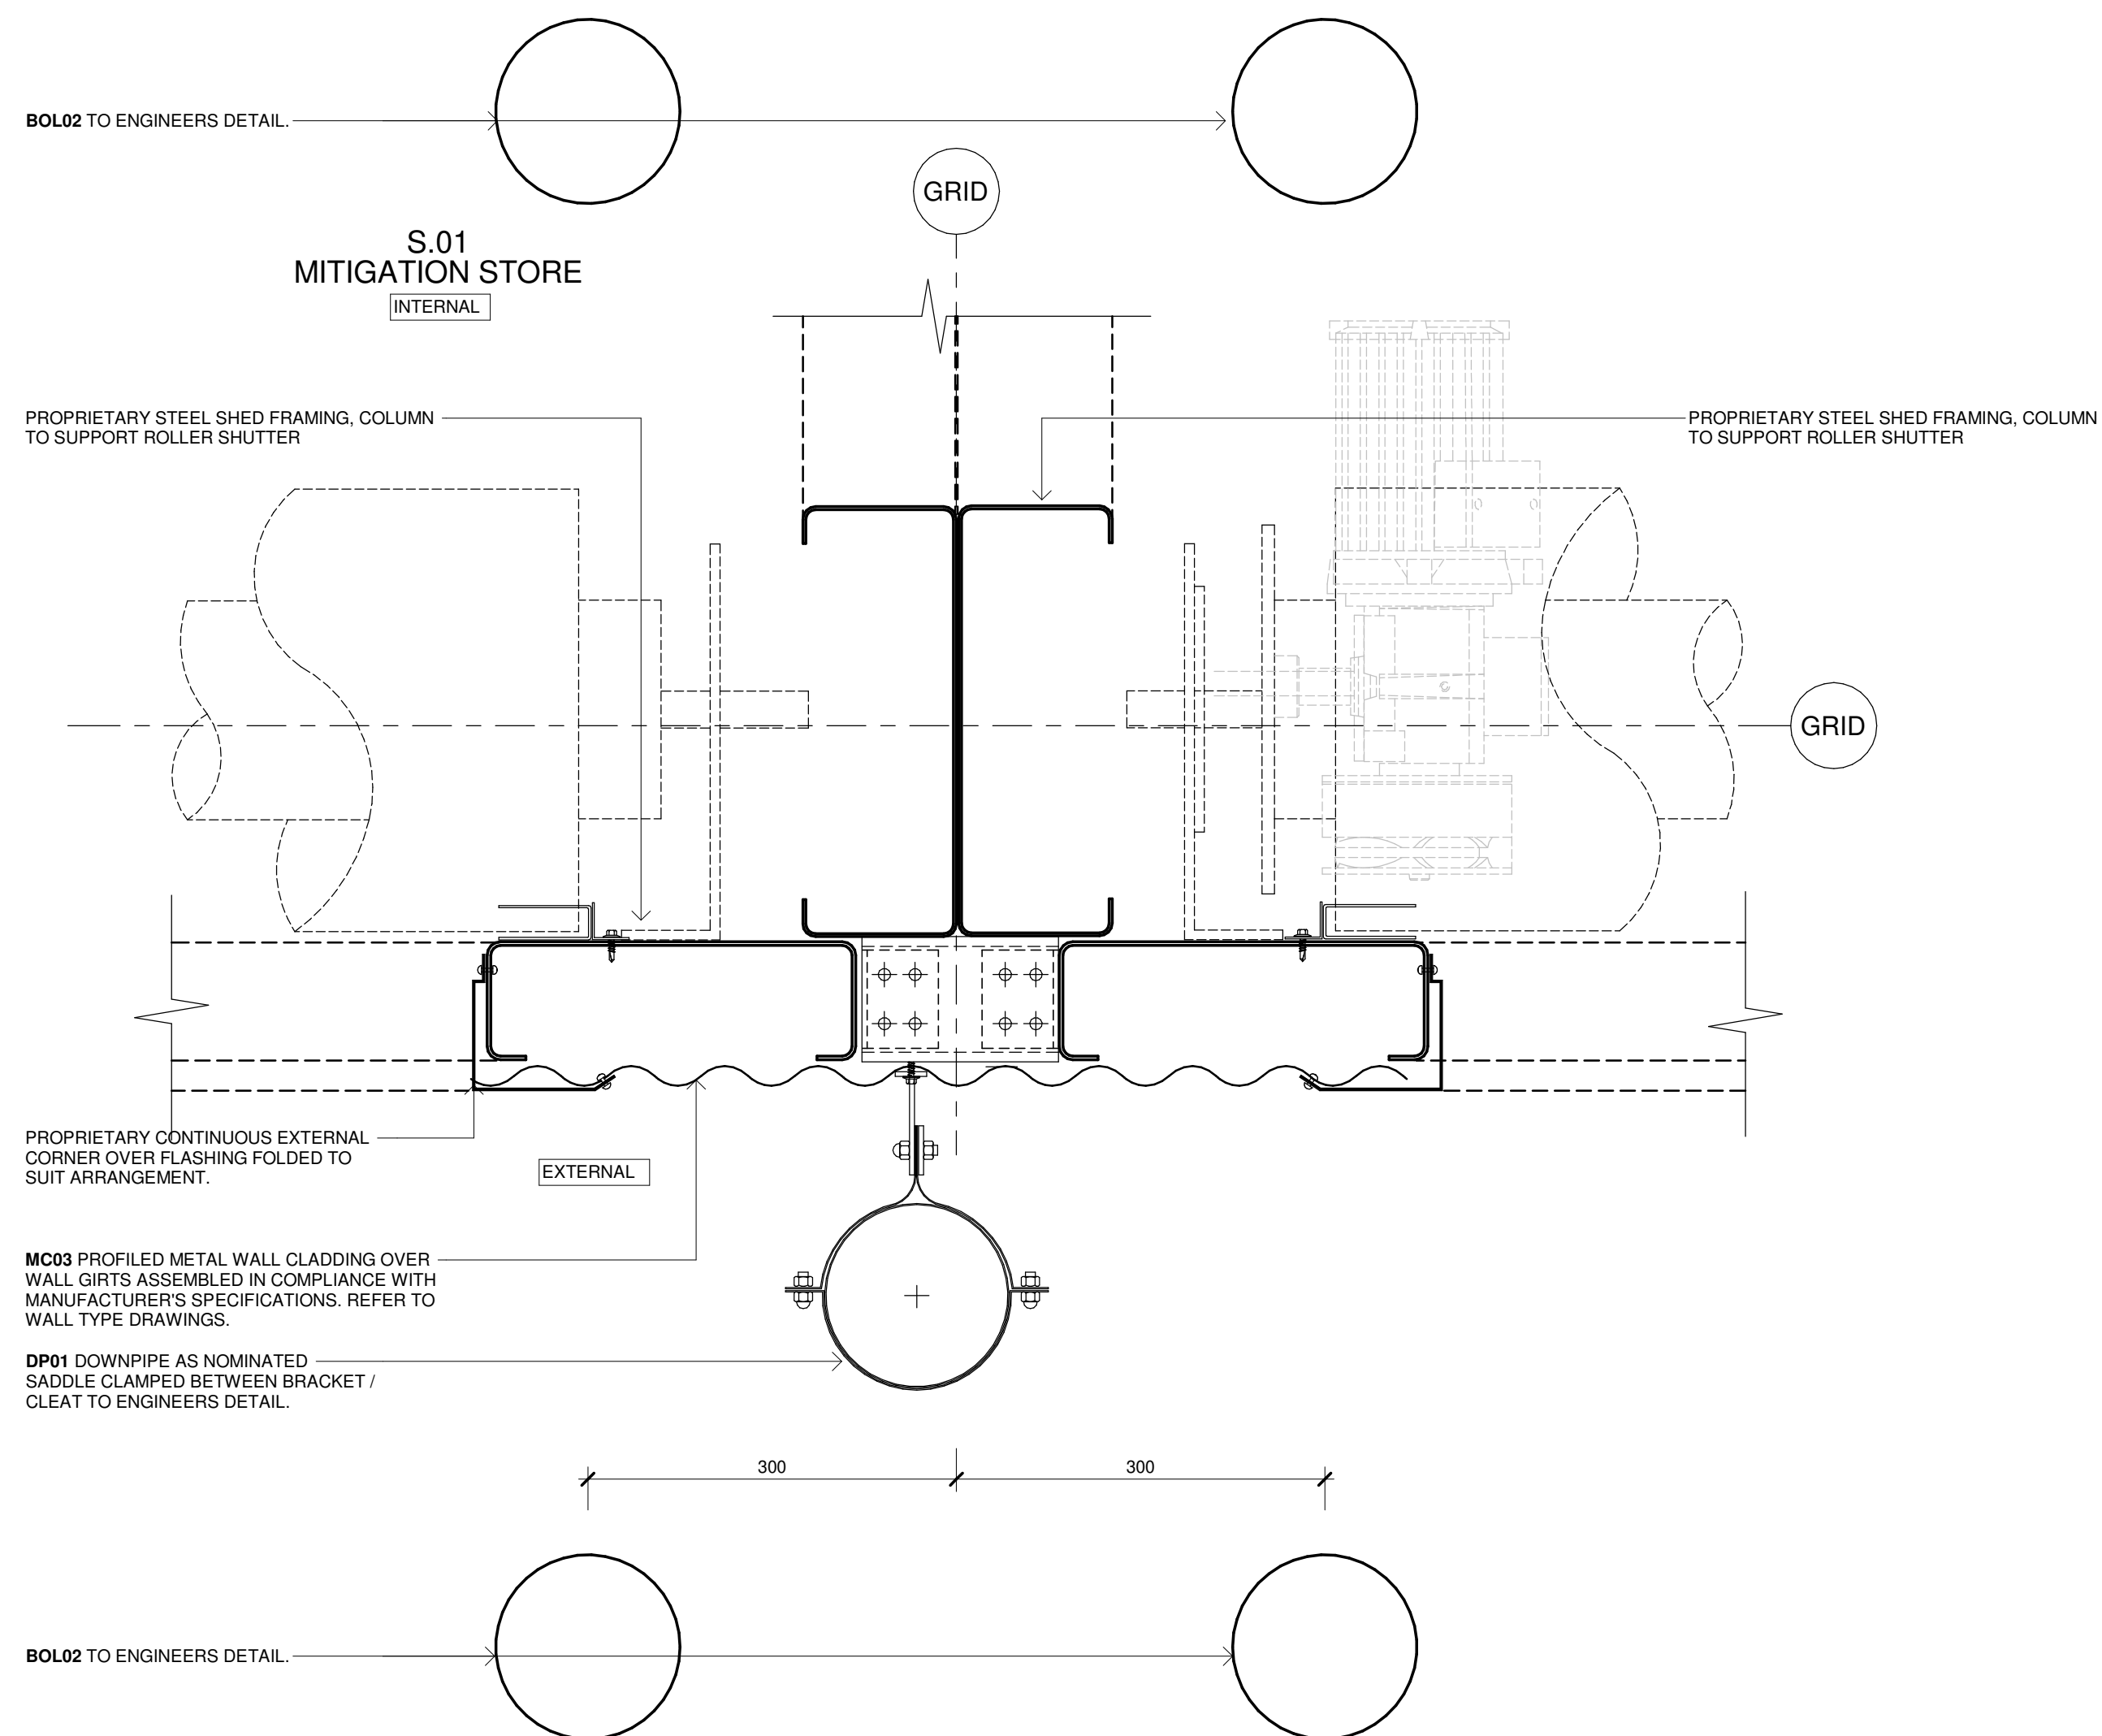 BOL02 TO ENGINEERS DETAIL.
GRID
S.01
MITIGATION STORE
INTERNAL
PROPRIETARY STEEL SHED FRAMING, COLUMN
TO SUPPORT ROLLER SHUTTER
PROPRIETARY STEEL SHED FRAMING, COLUMN
TO SUPPORT ROLLER SHUTTER
GRID
PROPRIETARY CONTINUOUS EXTERNAL
CORNER OVER FLASHING FOLDED TO
SUIT ARRANGEMENT.
EXTERNAL
MC03 PROFILED METAL WALL CLADDING OVER
WALL GIRTS ASSEMBLED IN COMPLIANCE WITH
MANUFACTURER'S SPECIFICATIONS. REFER TO
WALL TYPE DRAWINGS.
DP01 DOWNPIPE AS NOMINATED
SADDLE CLAMPED BETWEEN BRACKET /
CLEAT TO ENGINEERS DETAIL.
300
300
BOL02 TO ENGINEERS DETAIL.